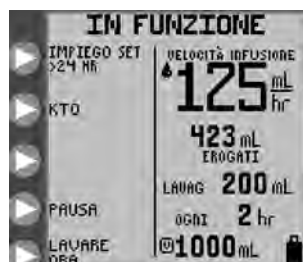 IN FUNZIONE
IMPIEGO SET
>24 HR
KTO
PAUSA
LAVARE
ORA
VELOCITÀ INFUSIONE
125 mL/hr
423 mL
EROGATI
LAVAG 200 mL
OGNI 2 hr
1000 mL